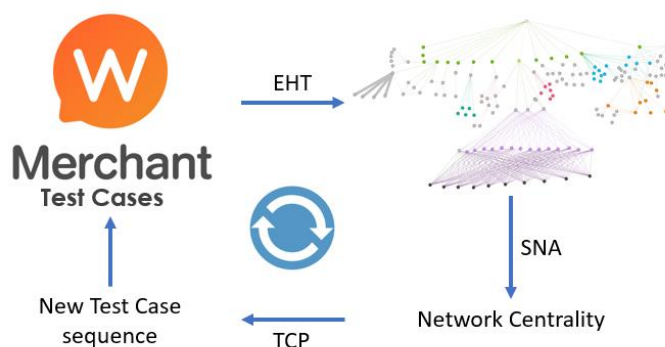 W
EHT
Merchant
Test Cases
SNA
New Test Case
sequence
TCP
Network Centrality